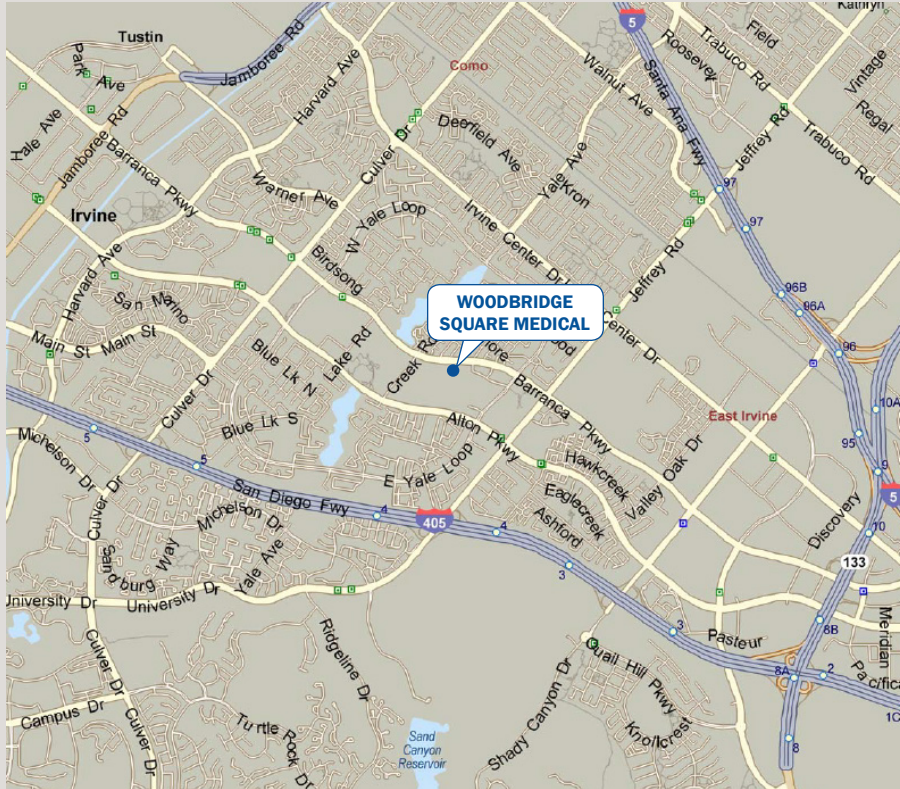 Kathryn
Tustin
Jamboree Rd
5
Field
Trabuco Rd
Park Ave
Harvard Ave
Como
Roosevelt
Vintage
Walnut Ave
Santa Ana Fwy
Regal
Hale Ave
Jamboree Rd
Culver Dr
Deerfield Ave
Jeffrey Rd
Trabuco Rd
Barranca Pkwy
Warner Ave
Yale Ave
Kron
97
Irvine
W Yale Loop
Irvine Center Dr
97
Harvard Ave
Birdsong
Jeffrey Rd
San Marino
96B
WOODBRIDGE
SQUARE MEDICAL
96A
Main St
Main St
Lake Rd
Center Dr
96
Blue Lk N
Creek Rd
Culver Dr
Barranca Pkwy
10A
Blue Lk S
Alton Pkwy
East Irvine
5
95
Michelson Dr
5
E Yale Loop
Hawkcreek
Valley Oak Dr
9
Culver Dr
San Diego Fwy
4
405
4
Eaglecreek
Discovery
5
Michelson Dr
Ashford
10
Sandburg Way
Yale Ave
3
133
University Dr
University Dr
3
Pasteur
8B
Meridian
Culver Dr
Ridgeline Dr
Quail Hill Pkwy
8A
2
Pacifica
Campus Dr
Culver Dr
Turtle Rock Dr
Shady Canyon Dr
Knollcrest
1C
Sand
Canyon
Reservoir
8